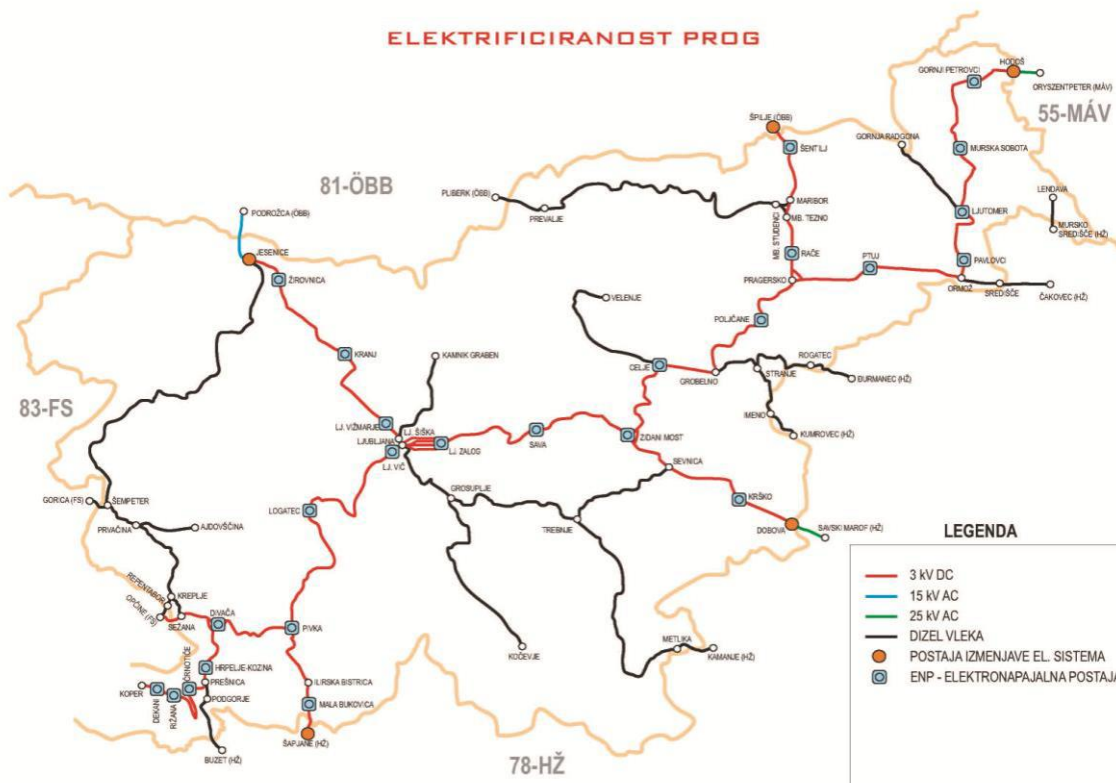 ELEKTRIFICIRANOST PROG
HODOŠ
GORNJI PETROVCI
ORYSZENTPETER (MÁV)
55-MÁV
ŠPILJE (ÖBB)
GORNJA RADGONA
ŠENTILJ
MURSKA SOBOTA
81-ÖBB
PLIBERK (ÖBB)
PREVALJE
MARIBOR
MB. TEZNO
MB. STUDENCI
LENDAVA
LJUTOMER
MURSKO
SREDIŠČE (HŽ)
PODROŽCA (ÖBB)
JESENICE
ŽIROVNICA
RAČE
PTUJ
PAVLOVCI
PRAGERSKO
ORMOŽ
SREDIŠČE
ČAKOVEC (HŽ)
VELENJE
POLJČANE
KRANJ
KAMNIK GRABEN
CELJE
GROBELNO
STRANJE
ROGATEC
ĐURMANEC (HŽ)
83-FS
IMENO
KUMROVEC (HŽ)
LJ. VIŽMARJE
LJ. ŠIŠKA
LJUBLJANA
LJ. ZALOG
LJ. VIČ
SAVA
ZIDANI MOST
SEVNICA
GORICA (FS)
ŠEMPETER
PRVAČINA
AJDOVŠČINA
LOGATEC
GROSUPLJE
TREBNJE
KRŠKO
DOBOVA
SAVSKI MAROF (HŽ)
LEGENDA
3 kV DC
15 kV AC
25 kV AC
DIZEL VLEKA
POSTAJA IZMENJAVE EL. SISTEMA
ENP - ELEKTRONAPAJALNA POSTAJA
REPENTABOR
KREPLJE
OPČINE (FS)
SEŽANA
DIVAČA
PIVKA
KOČEVJE
METLIKA
KAMANJE (HŽ)
ČRNOTIČE
HRPELJE-KOZINA
PREŠNICA
KOPER
DEKANI
RIŽANA
PODGORJE
ILIRSKA BISTRICA
MALA BUKOVICA
BUZET (HŽ)
ŠAPJANE (HŽ)
78-HŽ